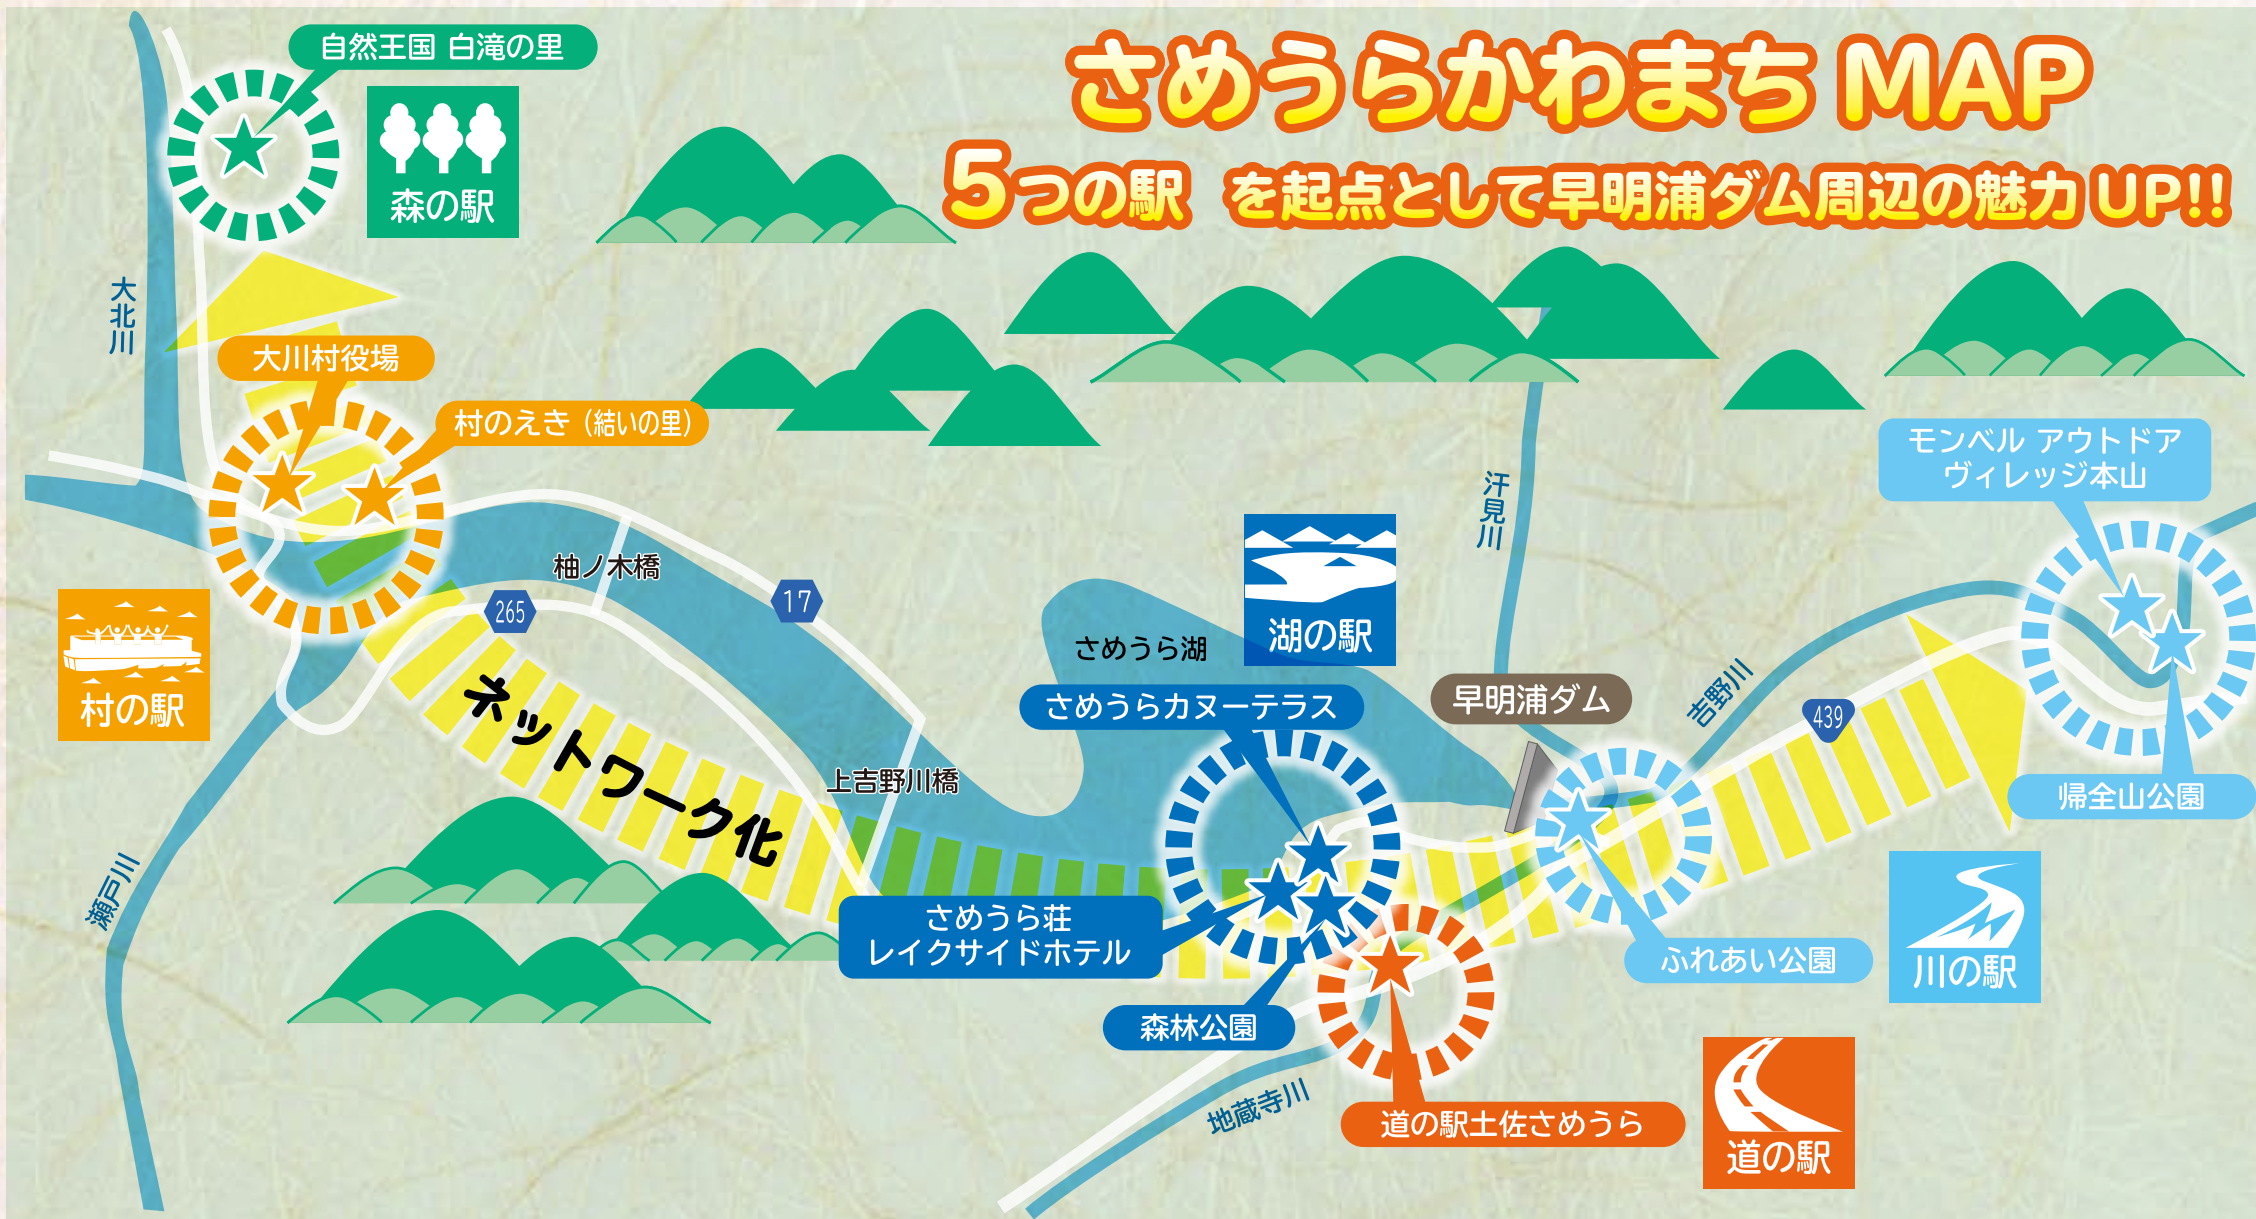 さめうらかわまち MAP
5つの駅 を起点として早明浦ダム周辺の魅力 UP!!
自然王国 白滝の里
森の駅
大北川
大川村役場
村のえき（結いの里）
モンベル アウトドア
ヴィレッジ本山
汗見川
柚ノ木橋
265
17
村の駅
湖の駅
さめうら湖
さめうらカヌーテラス
早明浦ダム
吉野川
439
ネットワーク化
上吉野川橋
帰全山公園
瀬戸川
さめうら荘
レイクサイドホテル
ふれあい公園
川の駅
森林公園
地蔵寺川
道の駅土佐さめうら
道の駅